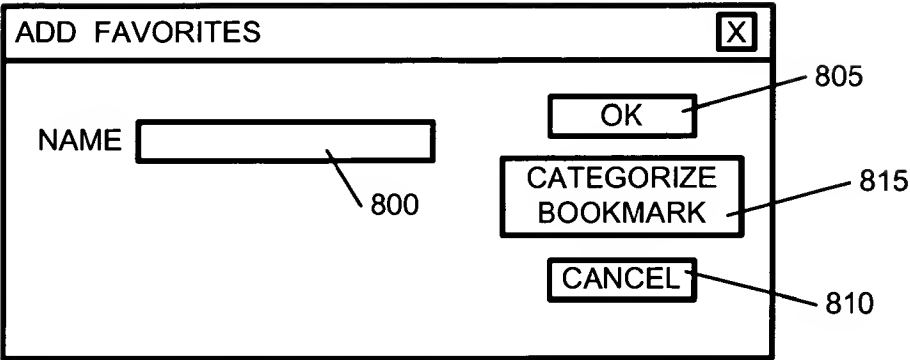 ADD FAVORITES X
805
OK
NAME
CATEGORIZE
BOOKMARK
815
800
CANCEL
810